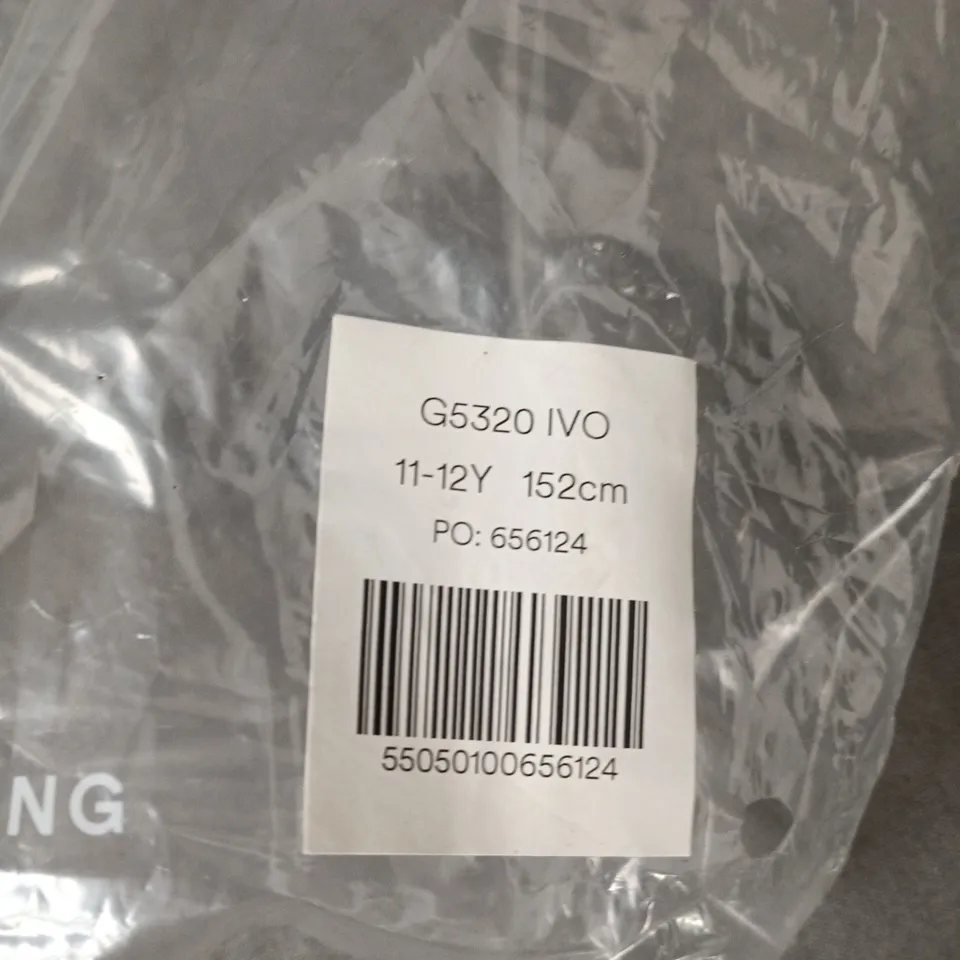 G5320 IVO
11-12Y 152cm
PO: 656124
55050100656124
NG